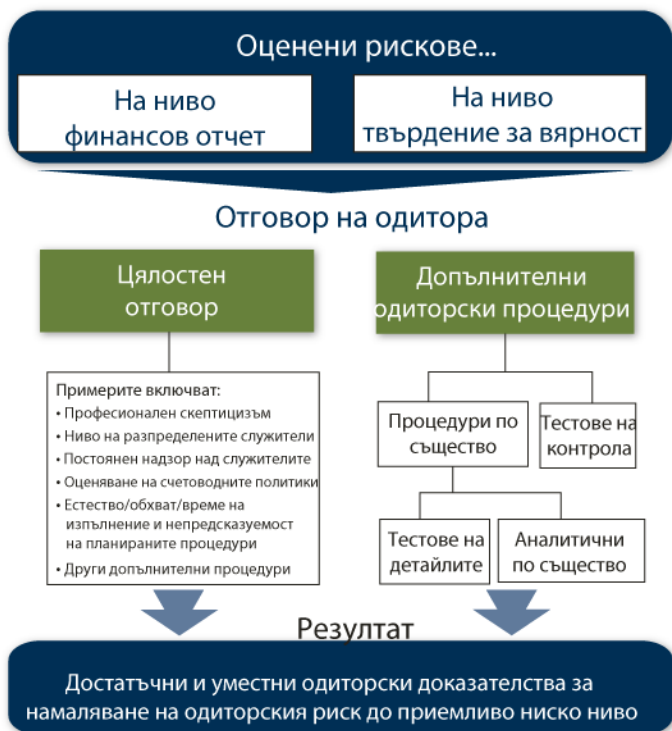 Оценени рискове...
На ниво
финансов отчет
На ниво
твърдение за вярност
Отговор на одитора
Цялостен
отговор
Допълнителни
одиторски процедури
Примерите включват:
• Професионален скептицизъм
• Ниво на разпределените служители
• Постоянен надзор над служителите
• Оценяване на счетоводните политики
• Естество/обхват/време на
изпълнение и непредсказуемост
на планираните процедури
• Други допълнителни процедури
Процедури по
същество
Тестове на
контрола
Тестове на
детайлите
Аналитични
по същество
Резултат
Достатъчни и уместни одиторски доказателства за
намаляване на одиторския риск до приемливо ниско ниво